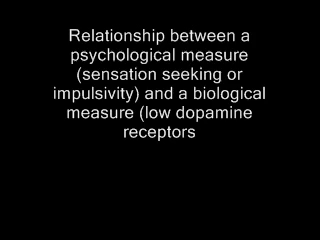 Relationship between a
psychological measure
(sensation seeking or
impulsivity) and a biological
measure (low dopamine
receptors